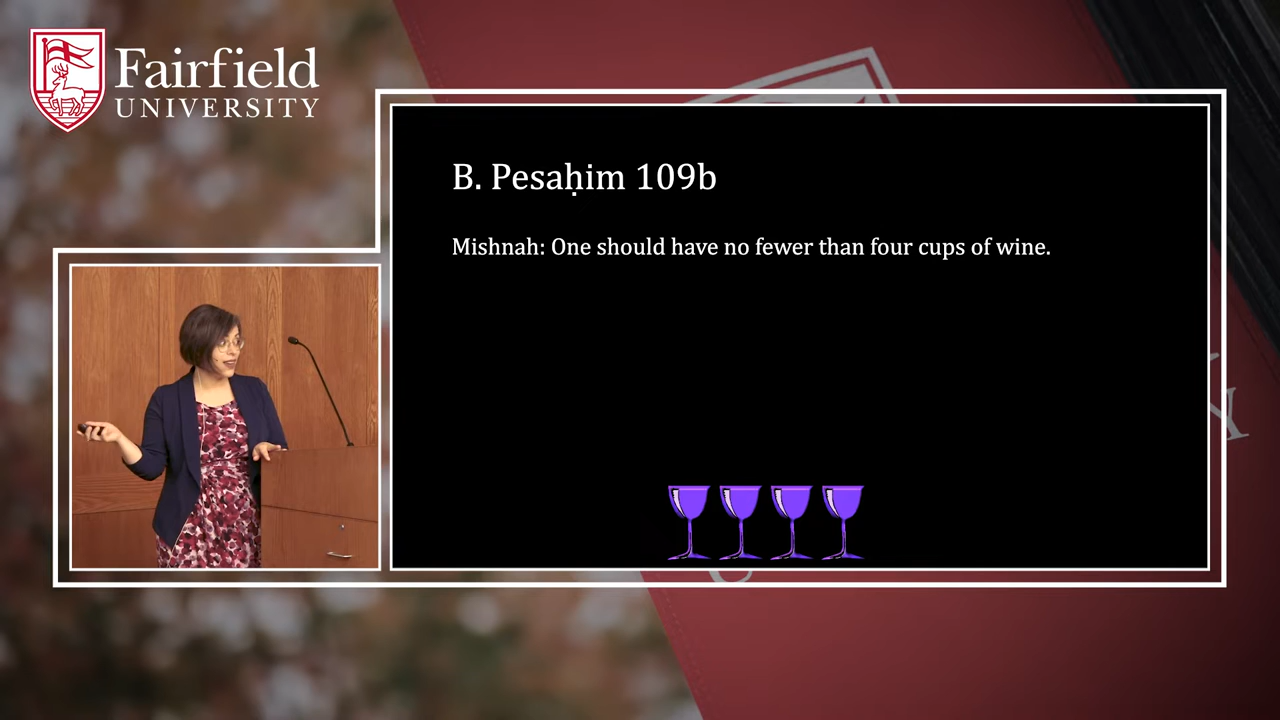 Fairfield
UNIVERSITY
B. Pesaḥim 109b
Mishnah: One should have no fewer than four cups of wine.